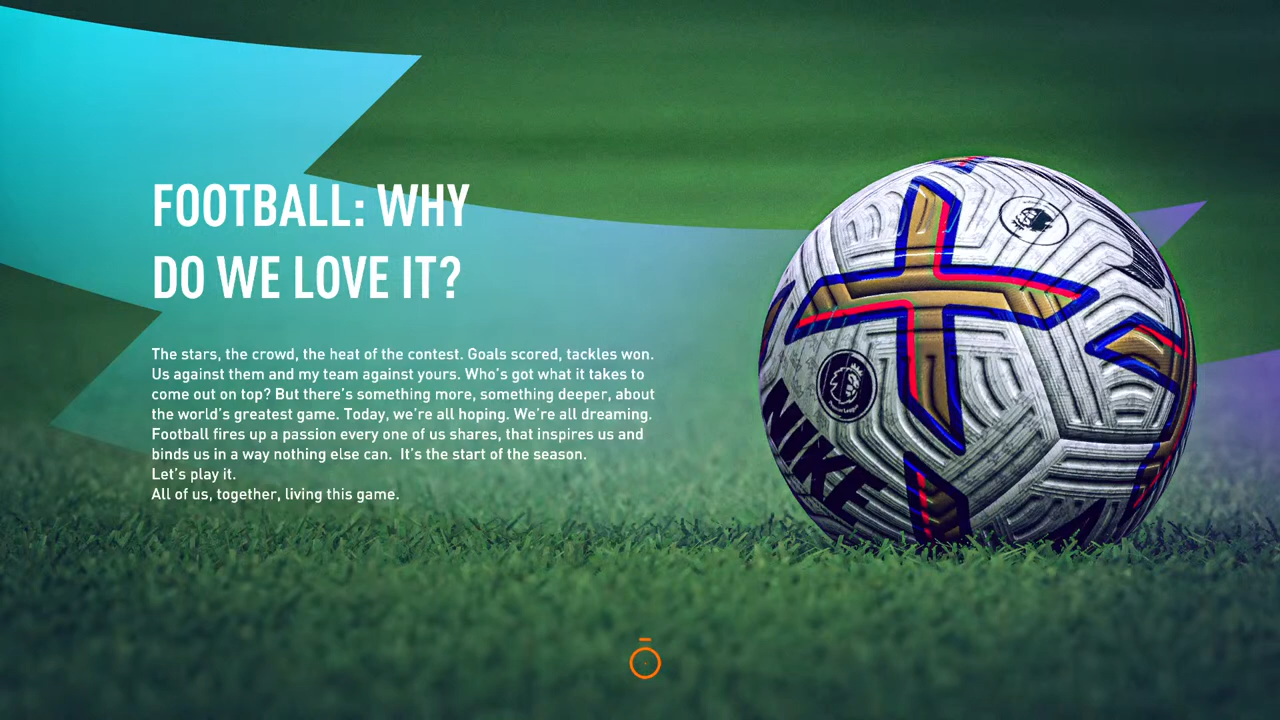 FOOTBALL: WHY
DO WE LOVE IT?
The stars, the crowd, the heat of the contest. Goals scored, tackles won.
Us against them and my team against yours. Who's got what it takes to
come out on top? But there's something more, something deeper, about
the world's greatest game. Today, we're all hoping. We're all dreaming.
Football fires up a passion every one of us shares, that inspires us and
binds us in a way nothing else can.  It's the start of the season.
Let's play it.
All of us, together, living this game.
Premier League
NIKE